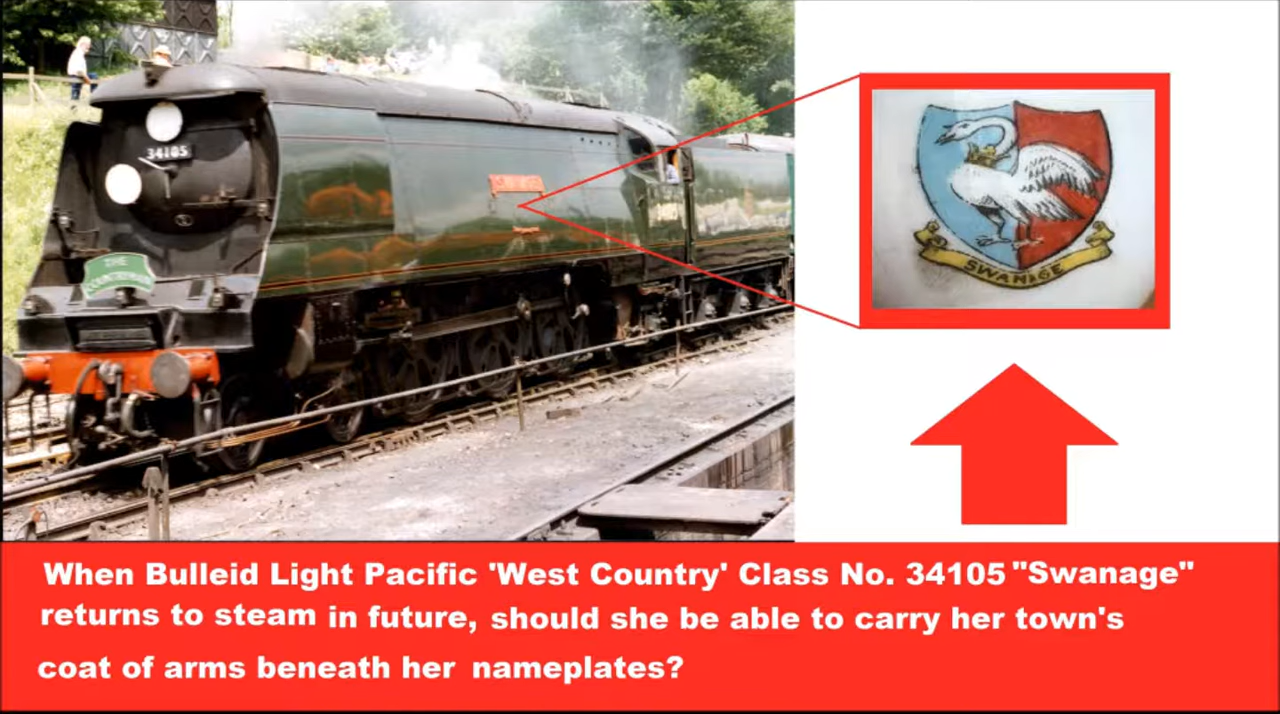 34105
THE
SWANAGE
When Bulleid Light Pacific 'West Country' Class No. 34105 "Swanage"
returns to steam in future, should she be able to carry her town's
coat of arms beneath her nameplates?